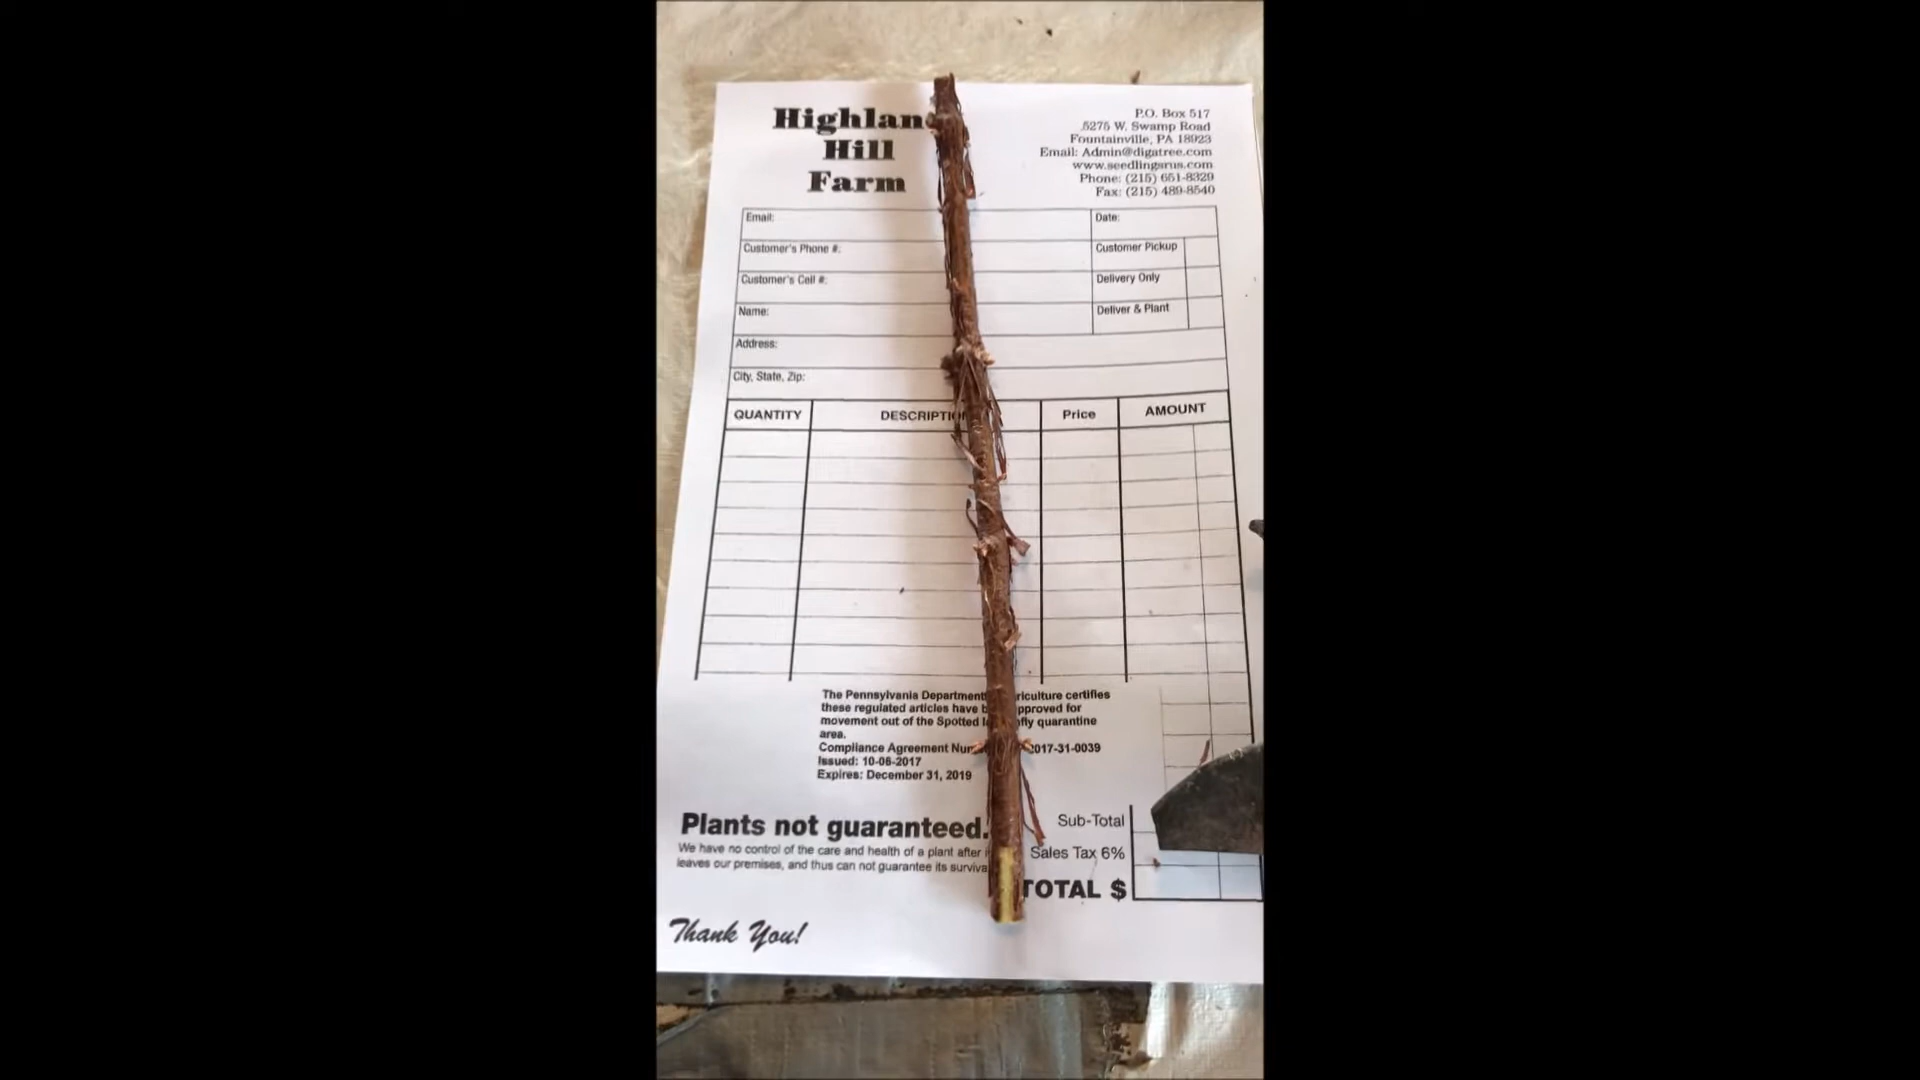 Highlan
Hill
Farm
P.O. Box 517
5275 W. Swamp Road
Fountainville, PA 18923
Email: Admin@digatree.com
www.seedlingsrus.com
Phone: (215) 651-8329
Fax: (215) 489-8540
Email:
Date:
Customer's Phone #:
Customer Pickup
Customer's Cell #:
Delivery Only
Name:
Deliver & Plant
Address:
City, State, Zip:
QUANTITY DESCRIPTIO Price AMOUNT
The Pennsylvania Department riculture certifies
these regulated articles have b pproved for
movement out of the Spotted l fly quarantine
area.
Compliance Agreement Num 2017-31-0039
Issued: 10-06-2017
Expires: December 31, 2019
Plants not guaranteed.
We have no control of the care and health of a plant after i
leaves our premises, and thus can not guarantee its surviva
Sub-Total
Sales Tax 6%
TOTAL $
Thank You!